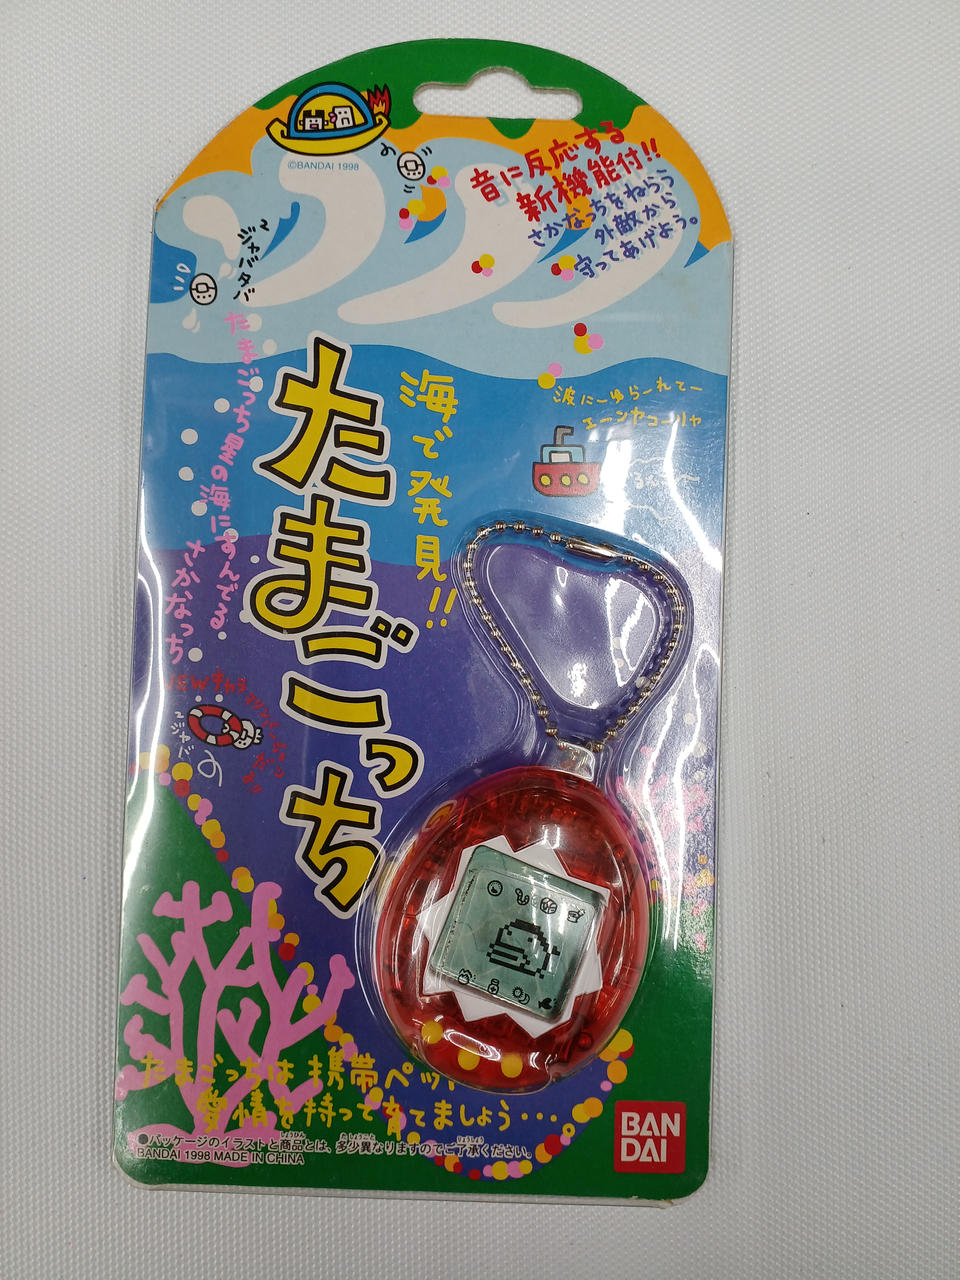 ©BANDAI 1998
音に反応する
新機能付!!
さかなっちをねらう
外敵から
守ってあげよう。
ジャバダバ
波にーゆらーれてー
エーンヤコーリャ
海で発見!!
たまごっち
たまごっち星の海にすんでる
さかなっち
ジャバ
たまごっちは携帯ペット
愛情を持って育てましょう・・・
●パッケージのイラストと商品とは、多少異なりますのでご了承ください。
BANDAI 1998 MADE IN CHINA
BAN
DAI